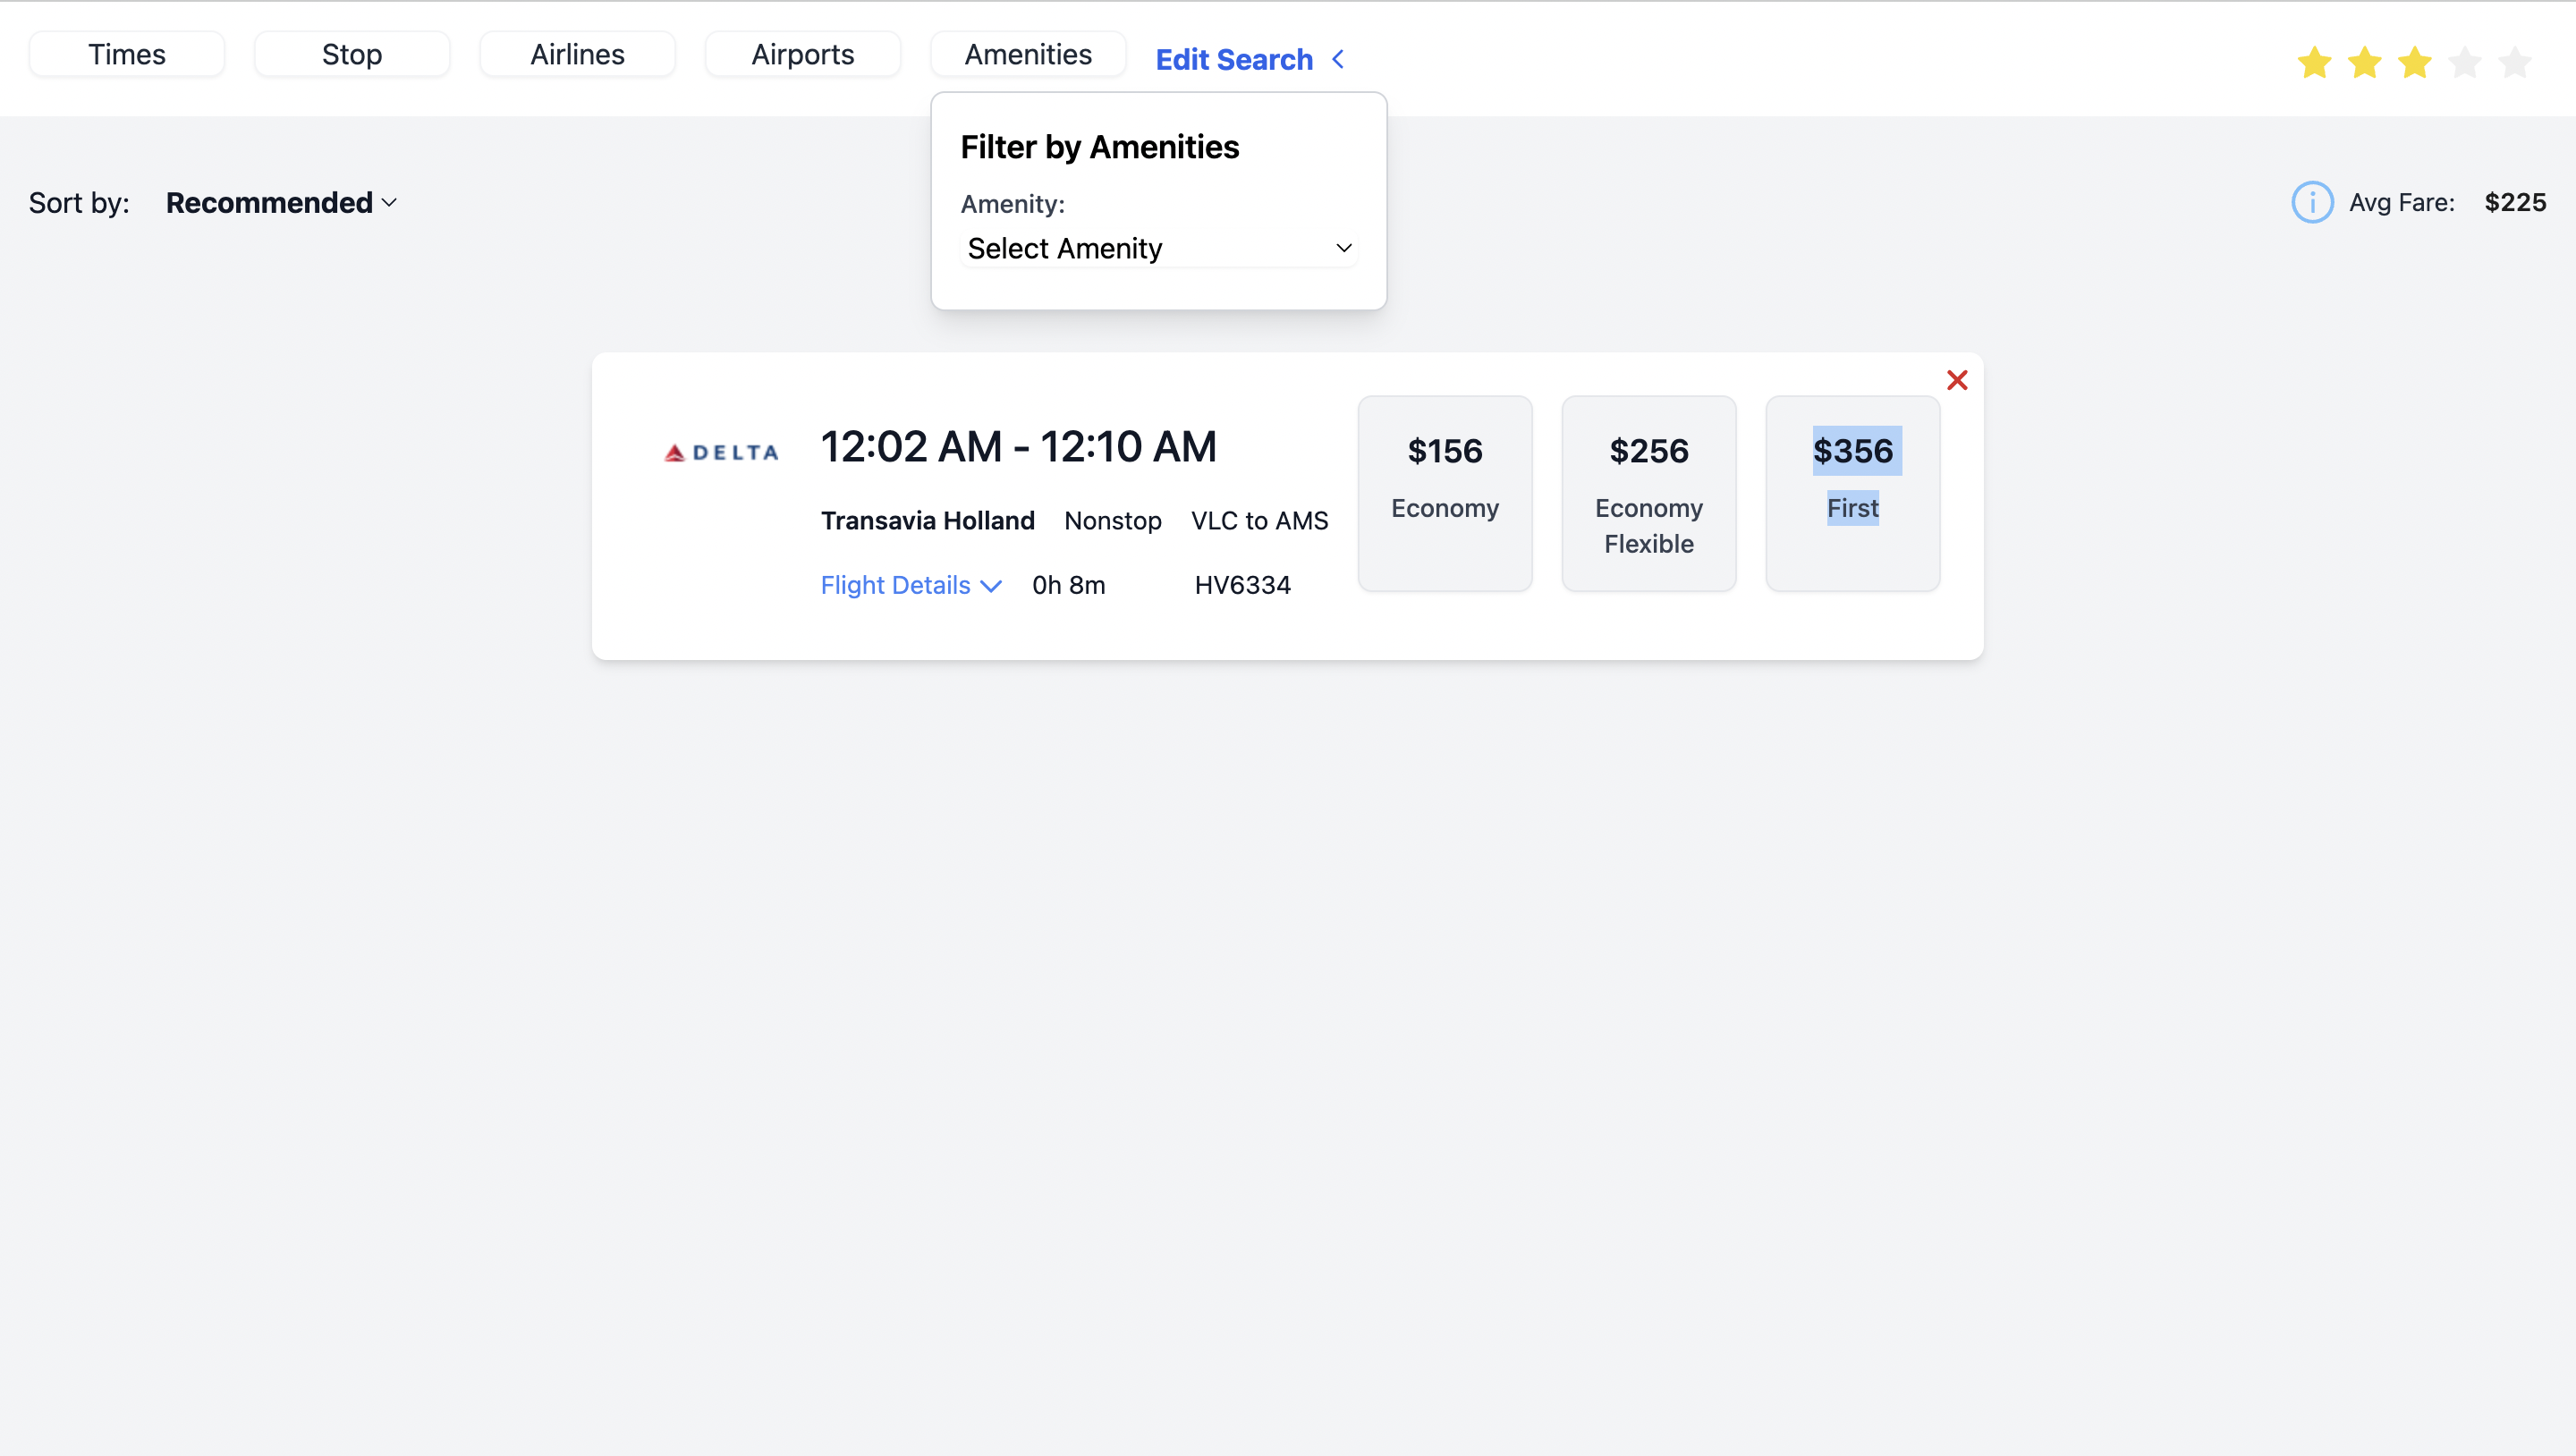 Times
Stop
Airlines
Airports
Amenities
Edit Search
Filter by Amenities
Amenity:
Select Amenity
Sort by: Recommended
Avg Fare: $225
DELTA
12:02 AM - 12:10 AM
Transavia Holland Nonstop VLC to AMS
Flight Details 0h 8m HV6334
$156
Economy
$256
Economy
Flexible
$356
First